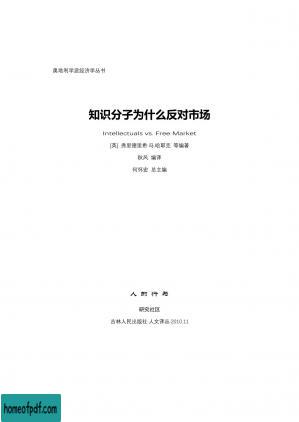 奥地利学派经济学丛书
知识分子为什么反对市场
Intellectuals vs. Free Market
[英] 弗里德里希·冯·哈耶克 等编著
秋风 编译
何怀宏 总主编
研究社区
吉林人民出版社·人文译丛·2010.11
homeofpdf.com